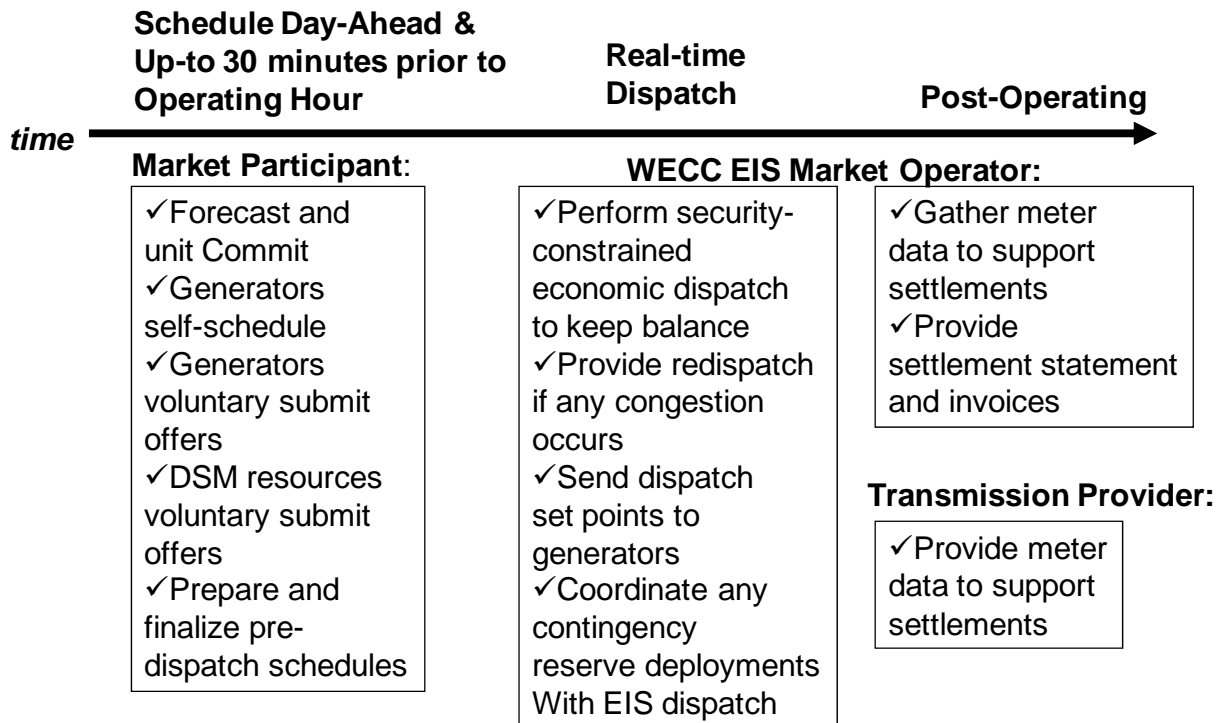 Schedule Day-Ahead &
Up-to 30 minutes prior to
Operating Hour
Real-time
Dispatch
Post-Operating
time
Market Participant:
✓Forecast and
unit Commit
✓Generators
self-schedule
✓Generators
voluntary submit
offers
✓DSM resources
voluntary submit
offers
✓Prepare and
finalize pre-
dispatch schedules
WECC EIS Market Operator:
✓Perform security-
constrained
economic dispatch
to keep balance
✓Provide redispatch
if any congestion
occurs
✓Send dispatch
set points to
generators
✓Coordinate any
contingency
reserve deployments
With EIS dispatch
✓Gather meter
data to support
settlements
✓Provide
settlement statement
and invoices
Transmission Provider:
✓Provide meter
data to support
settlements